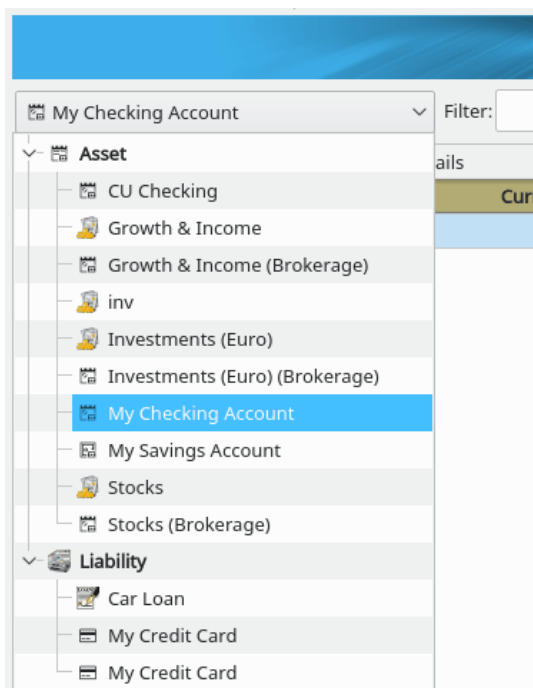 My Checking Account Filter:
Asset
ails
CU Checking
Cur
Growth & Income
Growth & Income (Brokerage)
inv
Investments (Euro)
Investments (Euro) (Brokerage)
My Checking Account
My Savings Account
Stocks
Stocks (Brokerage)
Liability
Car Loan
My Credit Card
My Credit Card